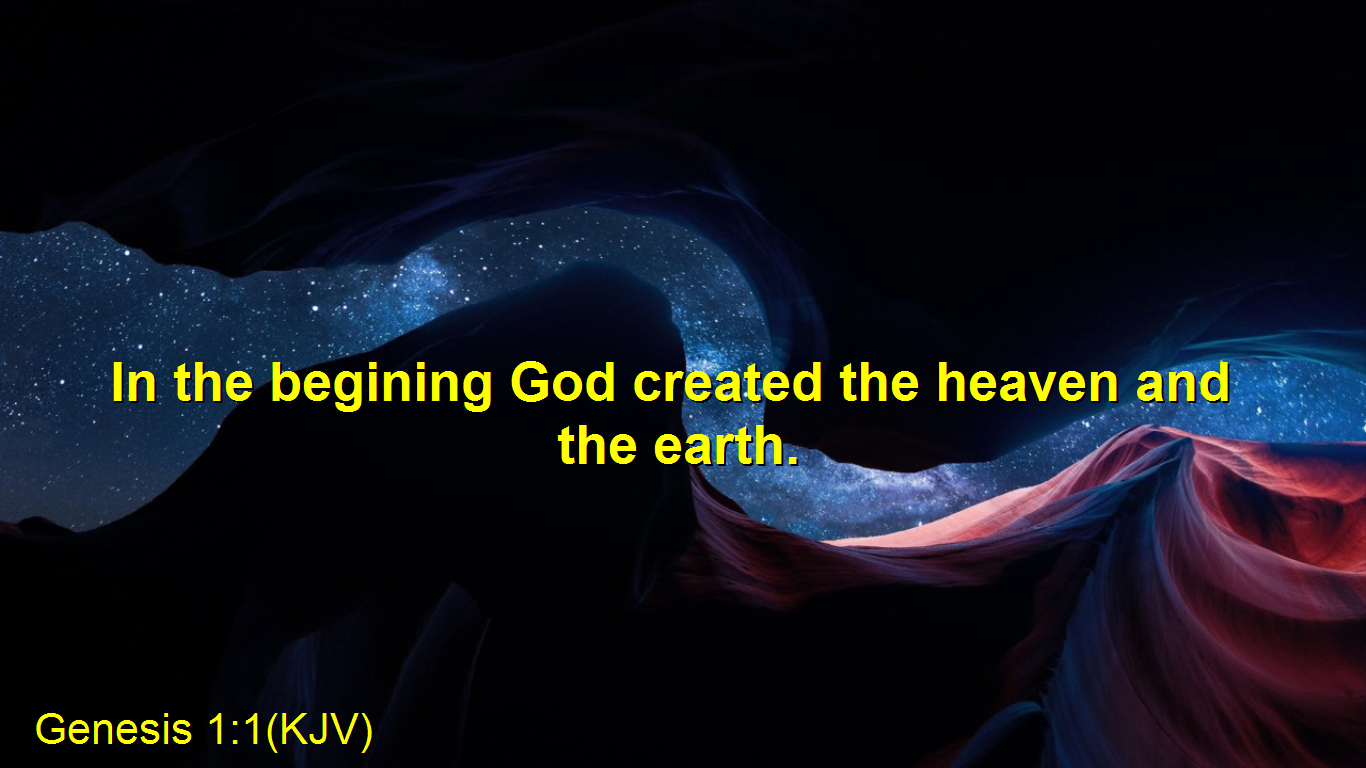 In the begining God created the heaven and
the earth.
Genesis 1:1(KJV)